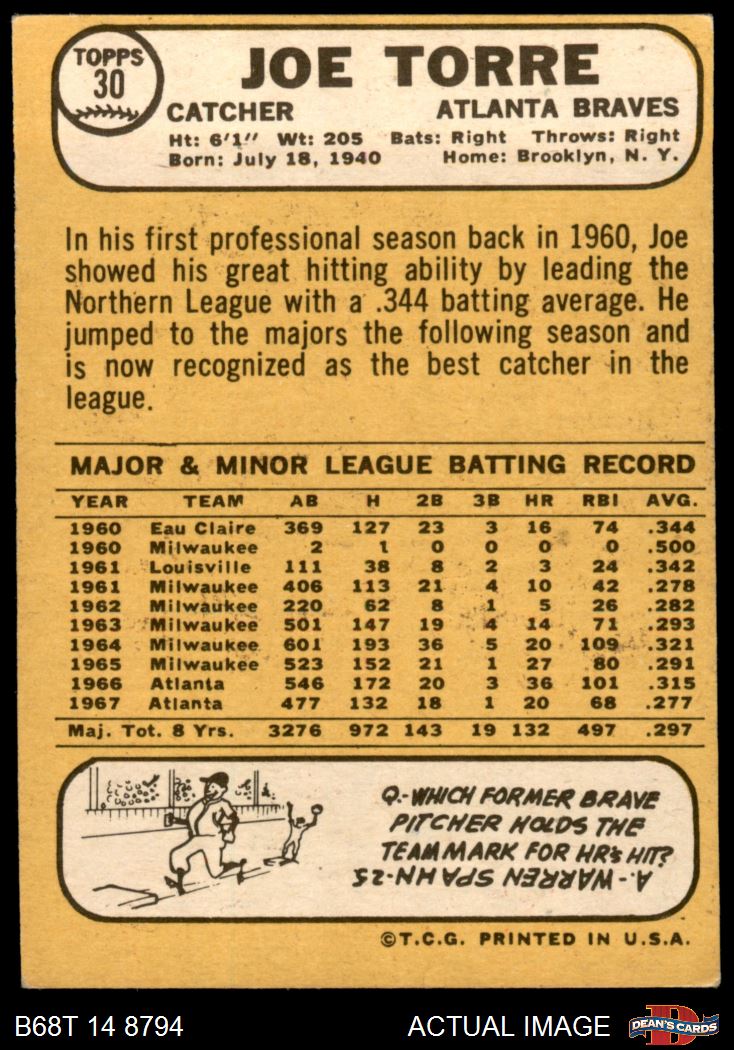 TOPPS
30
JOE TORRE
CATCHER ATLANTA BRAVES
Ht: 6'1" Wt: 205 Bats: Right Throws: Right
Born: July 18, 1940 Home: Brooklyn, N. Y.
In his first professional season back in 1960, Joe
showed his great hitting ability by leading the
Northern League with a .344 batting average. He
jumped to the majors the following season and
is now recognized as the best catcher in the
league.
MAJOR & MINOR LEAGUE BATTING RECORD
YEAR TEAM AB H 2B 3B HR RBI AVG.
1960 Eau Claire 369 127 23 3 16 74 .344
1960 Milwaukee 2 1 0 0 0 0 .500
1961 Louisville 111 38 8 2 3 24 .342
1961 Milwaukee 406 113 21 4 10 42 .278
1962 Milwaukee 220 62 8 1 5 26 .282
1963 Milwaukee 501 147 19 4 14 71 .293
1964 Milwaukee 601 193 36 5 20 109 .321
1965 Milwaukee 523 152 21 1 27 80 .291
1966 Atlanta 546 172 20 3 36 101 .315
1967 Atlanta 477 132 18 1 20 68 .277
Maj. Tot. 8 Yrs. 3276 972 143 19 132 497 .297
Q.-WHICH FORMER BRAVE
PITCHER HOLDS THE
TEAM MARK FOR HR's HIT?
A.-WARREN SPAHN-25
©T.C.G. PRINTED IN U.S.A.
B68T 14 8794 ACTUAL IMAGE D DEAN'S CARDS